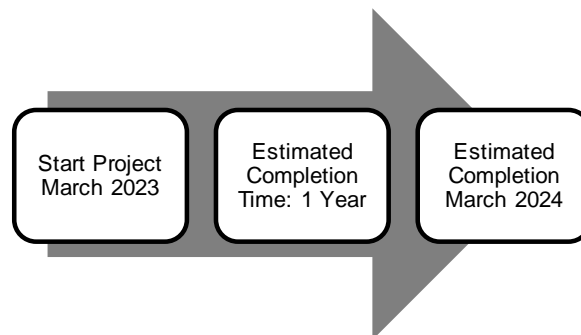 Start Project
March 2023
Estimated
Completion
Time: 1 Year
Estimated
Completion
March 2024